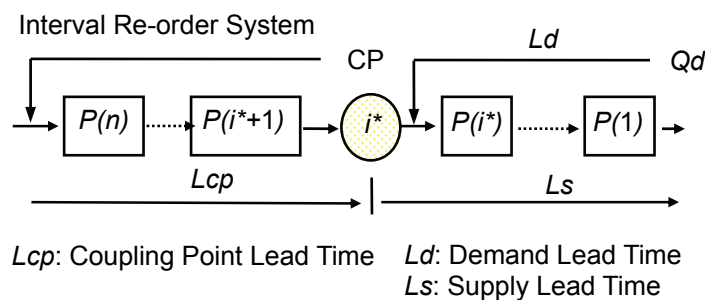 Interval Re-order System
CP
Ld
Qd
P(n)
P(i*+1)
i*
P(i*)
P(1)
Lcp
Ls
Lcp: Coupling Point Lead Time
Ld: Demand Lead Time
Ls: Supply Lead Time